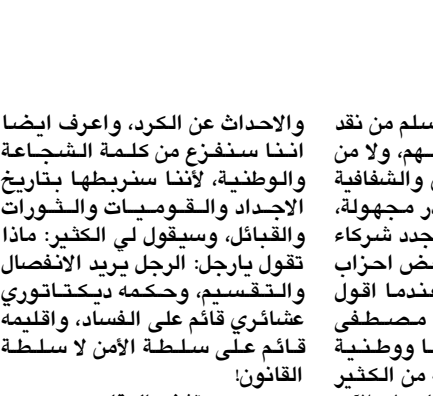 سلم من نقد
ـهم، ولا من
والشفافية
ر مجهولة،
جدد شركاء
ض احزاب
عندما اقول
مصطفى
ـا ووطنية
من الكثير
والاحداث عن الكرد، واعرف ايضا
اننا سنفزع من كلمة الشجاعة
والوطنية، لأننا سنربطها بتاريخ
الاجداد والقوميات والثورات
والقبائل، وسيقول لي الكثير: ماذا
تقول يارجل: الرجل يريد الانفصال
والتقسيم، وحكمه ديكتاتوري
عشائري قائم على الفساد، واقليمه
قائم على سلطة الأمن لا سلطة
القانون!